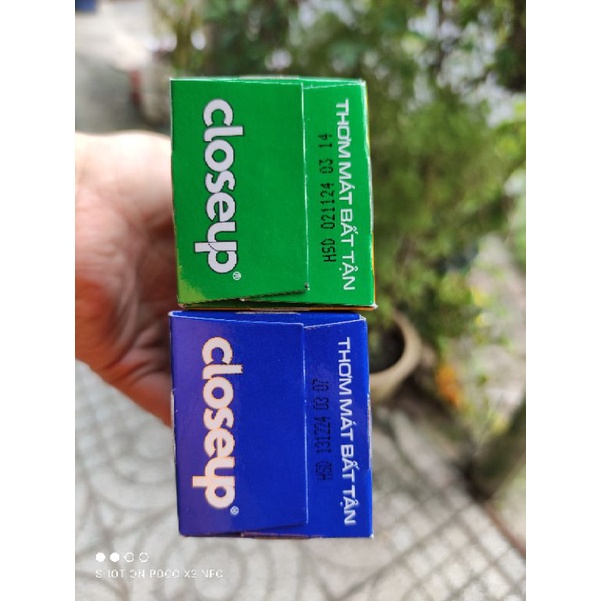 closeup®
THƠM MÁT BẤT TẬN
HSD 021124 03 14
closeup®
THƠM MÁT BẤT TẬN
HSD 131224 03 07
SHOT ON POCO X3 NFC